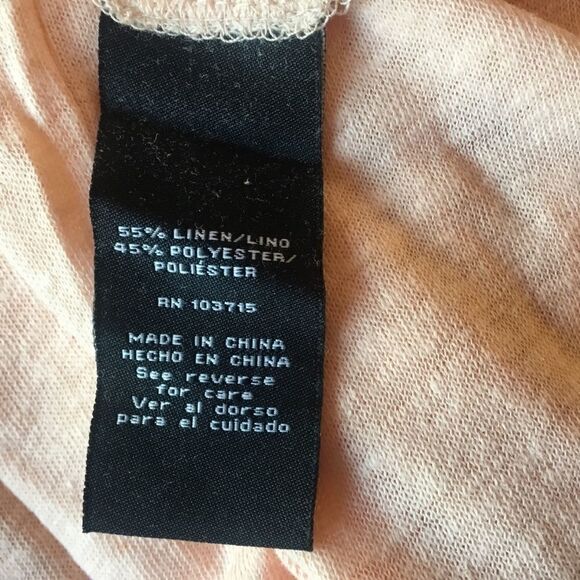 55% LINEN/LINO
45% POLYESTER/
POLIÉSTER
RN 103715
MADE IN CHINA
HECHO EN CHINA
See reverse
for care
Ver al dorso
para el cuidado